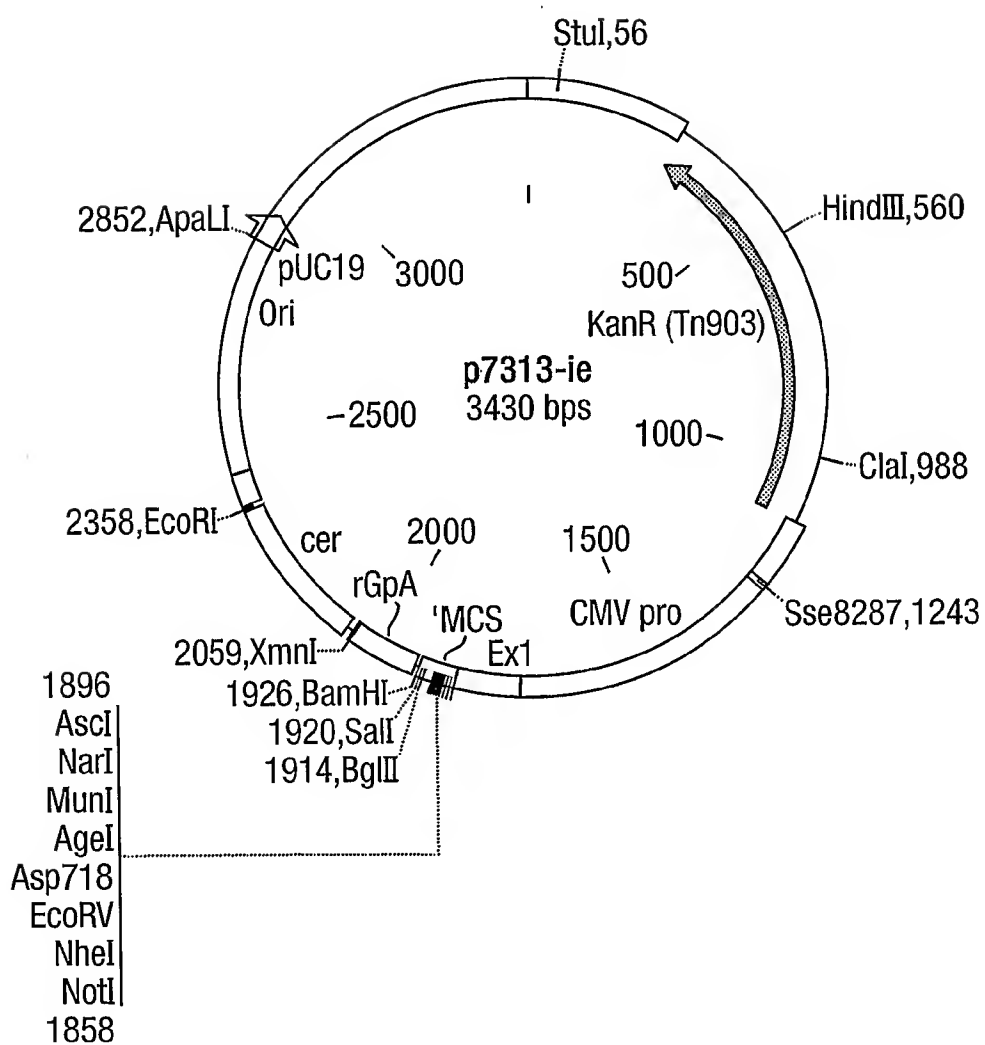 StuI,56
HindIII,560
2852,ApaLI
pUC19
Ori
3000
500
KanR (Tn903)
p7313-ie
3430 bps
2500
1000
ClaI,988
2358,EcoRI
cer
2000
1500
rGpA
'MCS
CMV pro
Sse8287,1243
Ex1
2059,XmnI
1926,BamHI
1920,SalI
1914,BglII
1896
AscI
NarI
MunI
AgeI
Asp718
EcoRV
NheI
NotI
1858